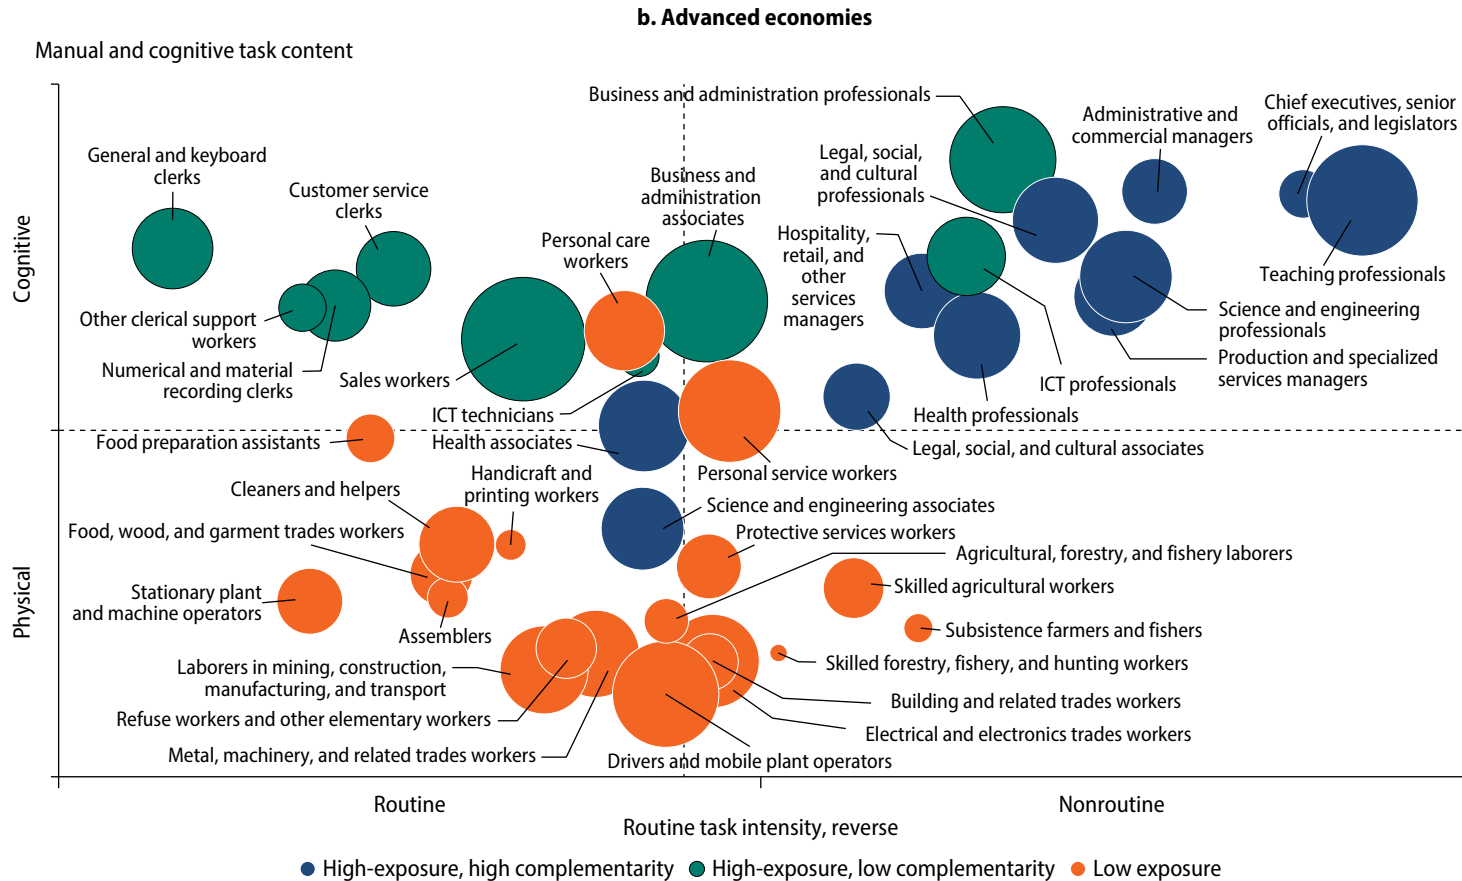 b. Advanced economies
Manual and cognitive task content
Business and administration professionals
Administrative and
commercial managers
Chief executives, senior
officials, and legislators
General and keyboard
clerks
Customer service
clerks
Business and
administration
associates
Legal, social,
and cultural
professionals
Personal care
workers
Hospitality,
retail, and
other
services
managers
Teaching professionals
Cognitive
Other clerical support
workers
Science and engineering
professionals
Numerical and material
recording clerks
Sales workers
Production and specialized
services managers
ICT professionals
ICT technicians
Health professionals
Food preparation assistants
Health associates
Legal, social, and cultural associates
Handicraft and
printing workers
Personal service workers
Cleaners and helpers
Science and engineering associates
Food, wood, and garment trades workers
Protective services workers
Agricultural, forestry, and fishery laborers
Physical
Stationary plant
and machine operators
Skilled agricultural workers
Assemblers
Subsistence farmers and fishers
Laborers in mining, construction,
manufacturing, and transport
Skilled forestry, fishery, and hunting workers
Building and related trades workers
Refuse workers and other elementary workers
Electrical and electronics trades workers
Metal, machinery, and related trades workers
Drivers and mobile plant operators
Routine
Nonroutine
Routine task intensity, reverse
High-exposure, high complementarity
High-exposure, low complementarity
Low exposure